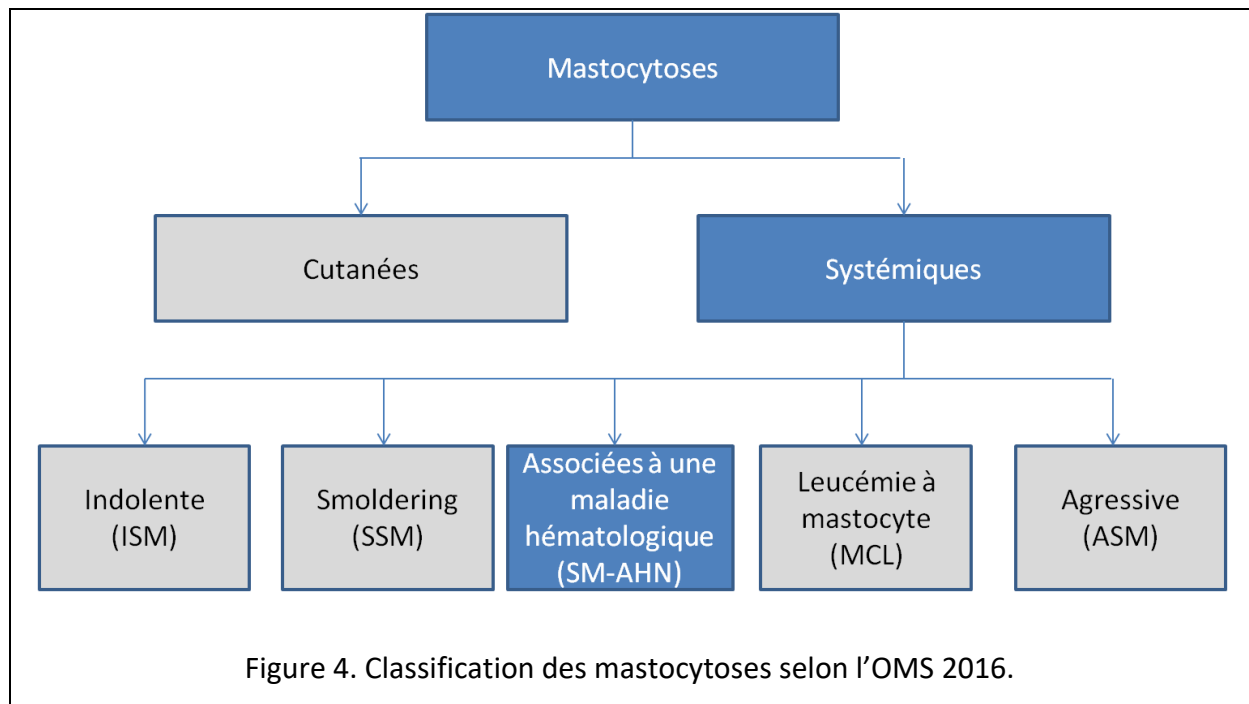 Mastocytoses
Cutanées
Systémiques
Indolente
(ISM)
Smoldering
(SSM)
Associées à une
maladie
hématologique
(SM-AHN)
Leucémie à
mastocyte
(MCL)
Agressive
(ASM)
Figure 4. Classification des mastocytoses selon l’OMS 2016.